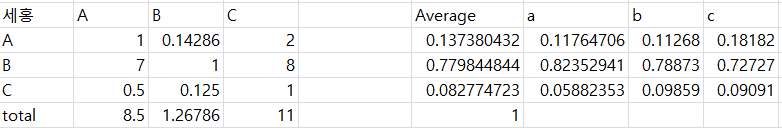 세홍 A B C Average a b c
A 1 0.14286 2 0.137380432 0.11764706 0.11268 0.18182
B 7 1 8 0.779844844 0.82352941 0.78873 0.72727
C 0.5 0.125 1 0.082774723 0.05882353 0.09859 0.09091
total 8.5 1.26786 11 1